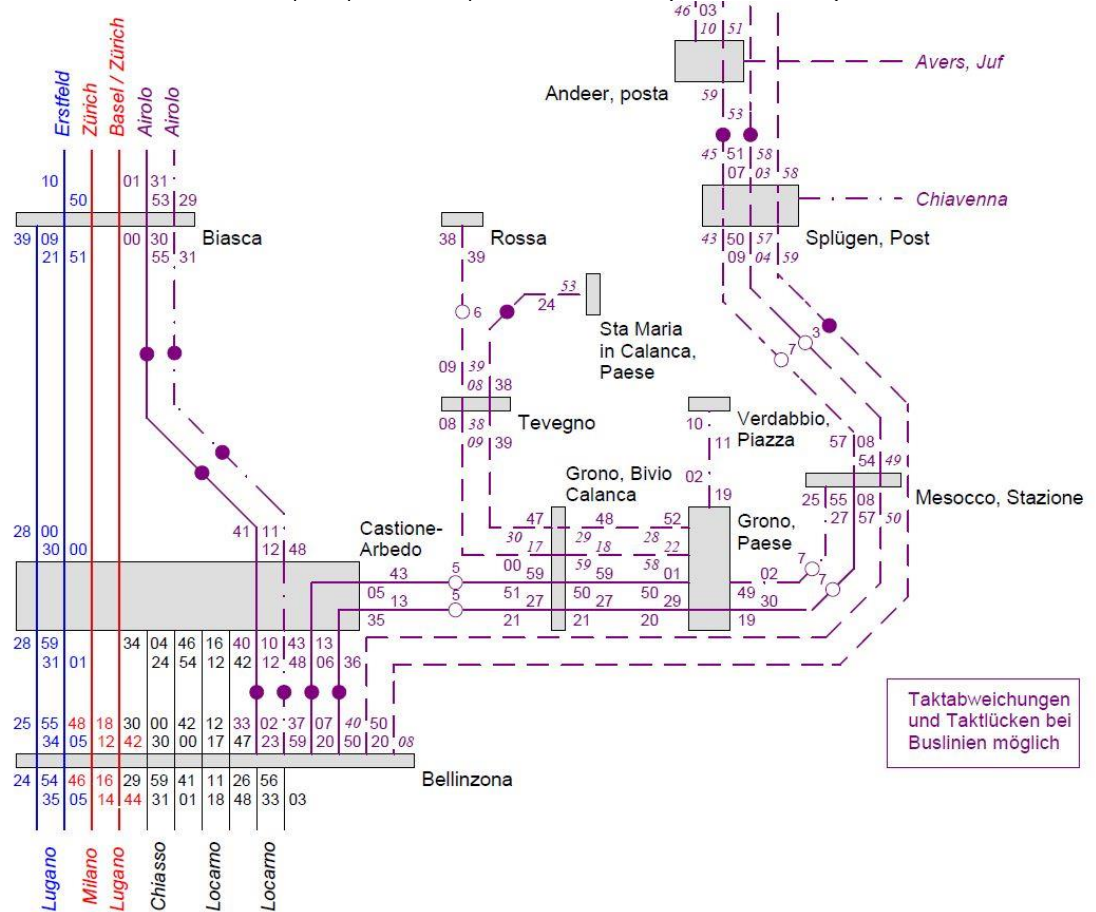 46 03
10 51
Avers, Juf
Andeer, posta
59
53
Erstfeld
Zürich
Basel / Zürich
Airolo
Airolo
45 51 58
10 01 31
07 03 58
50 53 29
Chiavenna
39 09 00 30
Biasca
38
Rossa
43 50 57
Splügen, Post
21 51 55 31
39
09 04 59
53
24
6
Sta Maria
in Calanca,
Paese
3
7
09 39
08 38
08 38
09 39
Tevegno
10
11
Verdabbio,
Piazza
57 08
54 49
Grono, Bivio
Calanca
02
19
25 55 08
27 57 50
Mesocco, Stazione
28 00
30 00
41 11
12 48
Castione-
Arbedo
47 48 52
30 29 28
17 18 22
Grono,
Paese
43 5 00 59 59 58 01 02 7
05 13 5 51 27 50 27 50 29 49 30 7
35 21 21 20 19
28 59 34 04 46 16 40 10 43 13
31 01 24 54 12 42 12 48 06 36
Taktabweichungen
und Taktlücken bei
Buslinien möglich
25 55 48 18 30 00 42 12 33 02 37 07 40 50
34 05 12 42 30 00 17 47 23 59 20 50 20 08
Bellinzona
24 54 46 16 29 59 41 11 26 56
35 05 14 44 31 01 18 48 33 03
Lugano
Milano
Lugano
Chiasso
Locarno
Locarno